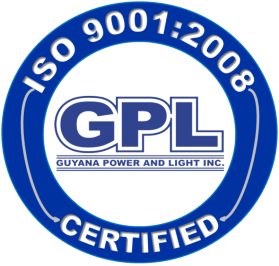 ISO 9001:2008
GPL
GUYANA POWER AND LIGHT INC.
CERTIFIED